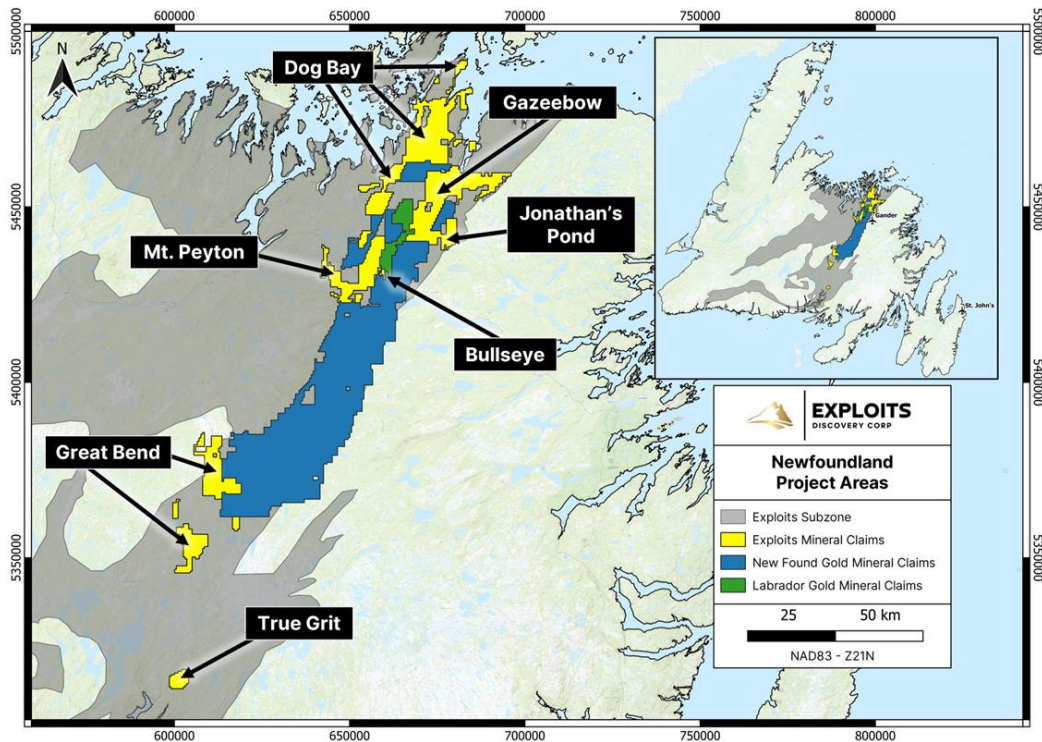 600000 650000 700000 750000 800000
5500000
5500000
N
Dog Bay
Gazeebow
Jonathan's
Pond
Mt. Peyton
Bullseye
Great Bend
True Grit
Gander
St. John's
5450000
5450000
5400000
5400000
5350000
5350000
EXPLOITS
DISCOVERY CORP
Newfoundland
Project Areas
Exploits Subzone
Exploits Mineral Claims
New Found Gold Mineral Claims
Labrador Gold Mineral Claims
25 50 km
NAD83 - Z21N
600000 650000 700000 750000 800000